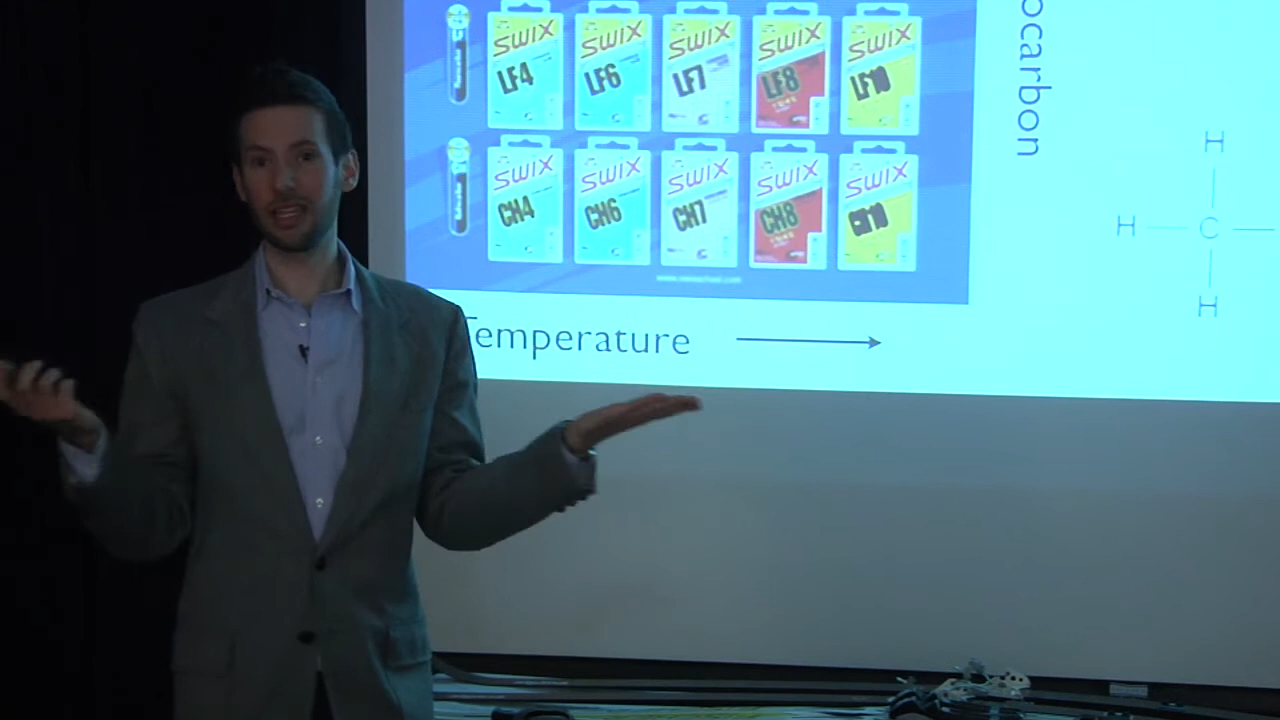 SWIX SWIX SWIX SWIX SWIX
LF4 LF6 LF7 LF8 LF10
SWIX SWIX SWIX SWIX SWIX
CH4 CH6 CH7 CH8 CH10
Temperature
ocarbon
H
H C
H